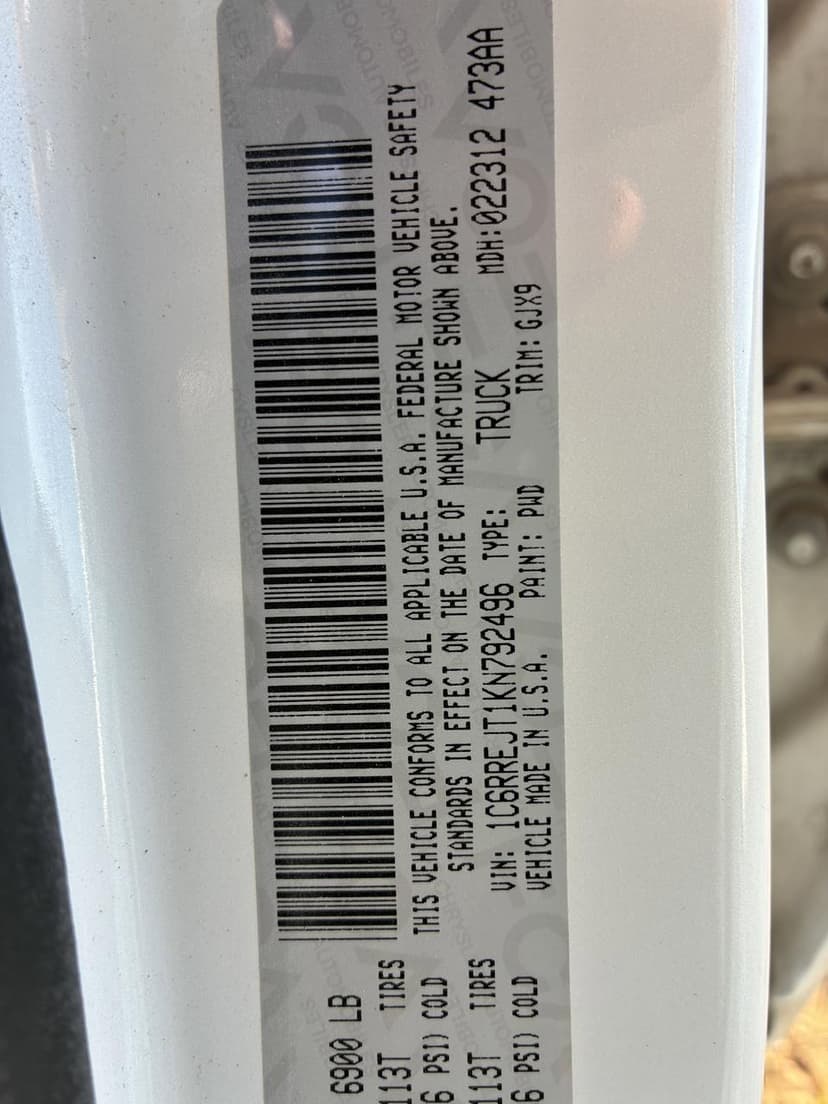 6900 LB
113T TIRES
6 PSI) COLD
113T TIRES
6 PSI) COLD
THIS VEHICLE CONFORMS TO ALL APPLICABLE U.S.A. FEDERAL MOTOR VEHICLE SAFETY
STANDARDS IN EFFECT ON THE DATE OF MANUFACTURE SHOWN ABOVE.
VIN: 1C6RREJT1KN792496 TYPE: TRUCK MDH:022312 473AA
VEHICLE MADE IN U.S.A. PAINT: PWD TRIM: GJX9